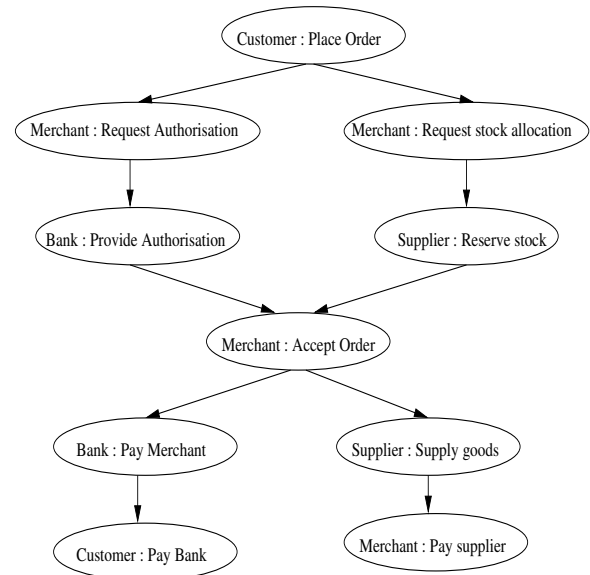 Customer : Place Order
Merchant : Request Authorisation
Merchant : Request stock allocation
Bank : Provide Authorisation
Supplier : Reserve stock
Merchant : Accept Order
Bank : Pay Merchant
Supplier : Supply goods
Customer : Pay Bank
Merchant : Pay supplier